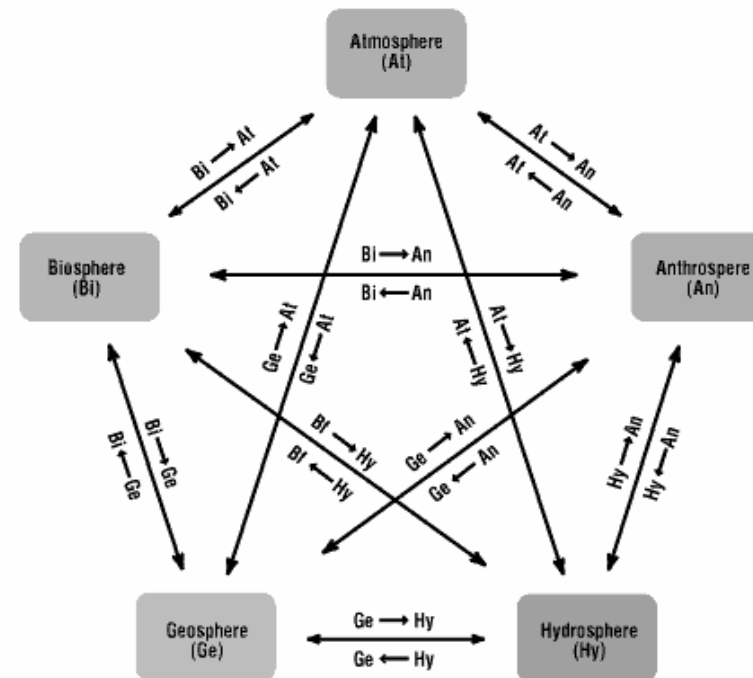 Atmosphere
(At)
Bi → At
Bi ← At
At → An
At ← An
Biosphere
(Bi)
Bi → An
Bi ← An
Anthrospere
(An)
Ge → At
Ge ← At
At → Hy
At ← Hy
Bi → Ge
Bi ← Ge
BI → Hy
BI ← Hy
Ge → An
Ge ← An
Hy → An
Hy ← An
Geosphere
(Ge)
Ge → Hy
Ge ← Hy
Hydrosphere
(Hy)